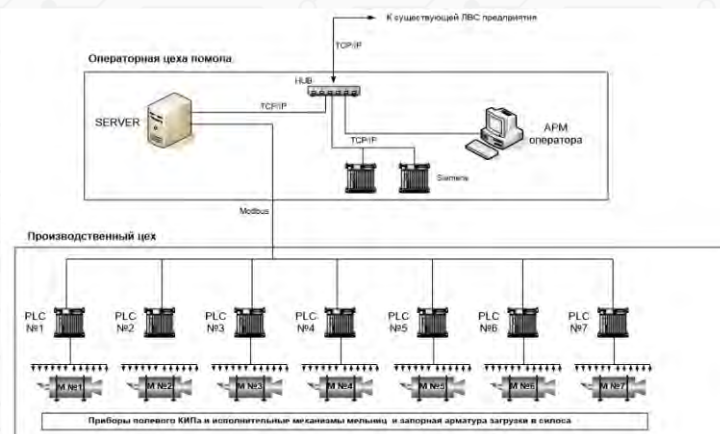 К существующей ЛВС предприятия
TCP/IP
Операторная цеха помола
HUB
TCP/IP
SERVER
АРМ
оператора
TCP/IP
Siemens
Modbus
Производственный цех
PLC
№1
PLC
№2
PLC
№3
PLC
№4
PLC
№5
PLC
№6
PLC
№7
М №1
М №2
М №3
М №4
М №5
М №6
М №7
Приборы полевого КИПа и исполнительные механизмы мельниц и запорная арматура загрузки в силоса